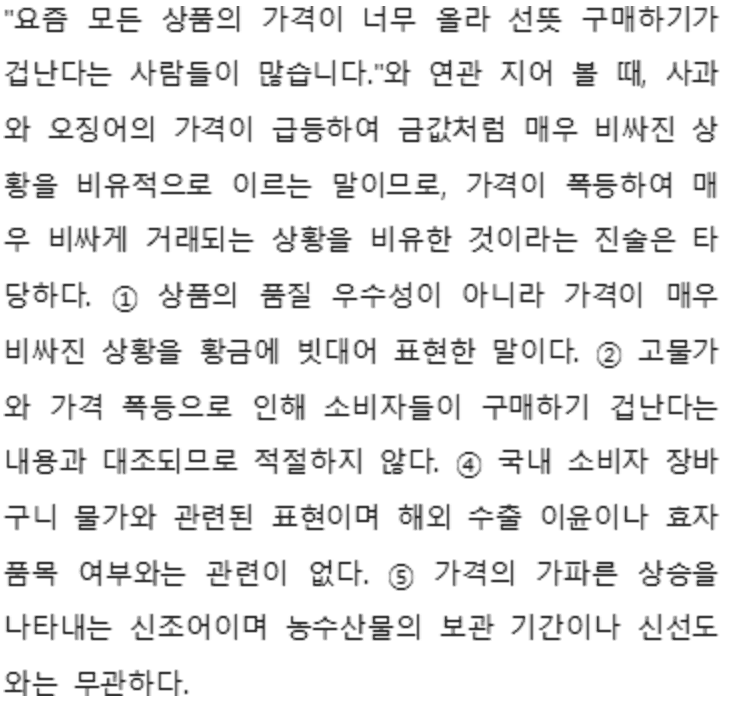 "요즘 모든 상품의 가격이 너무 올라 선뜻 구매하기가
겁난다는 사람들이 많습니다."와 연관 지어 볼 때, 사과
와 오징어의 가격이 급등하여 금값처럼 매우 비싸진 상
황을 비유적으로 이르는 말이므로, 가격이 폭등하여 매
우 비싸게 거래되는 상황을 비유한 것이라는 진술은 타
당하다. ① 상품의 품질 우수성이 아니라 가격이 매우
비싸진 상황을 황금에 빗대어 표현한 말이다. ② 고물가
와 가격 폭등으로 인해 소비자들이 구매하기 겁난다는
내용과 대조되므로 적절하지 않다. ④ 국내 소비자 장바
구니 물가와 관련된 표현이며 해외 수출 이윤이나 효자
품목 여부와는 관련이 없다. ⑤ 가격의 가파른 상승을
나타내는 신조어이며 농수산물의 보관 기간이나 신선도
와는 무관하다.